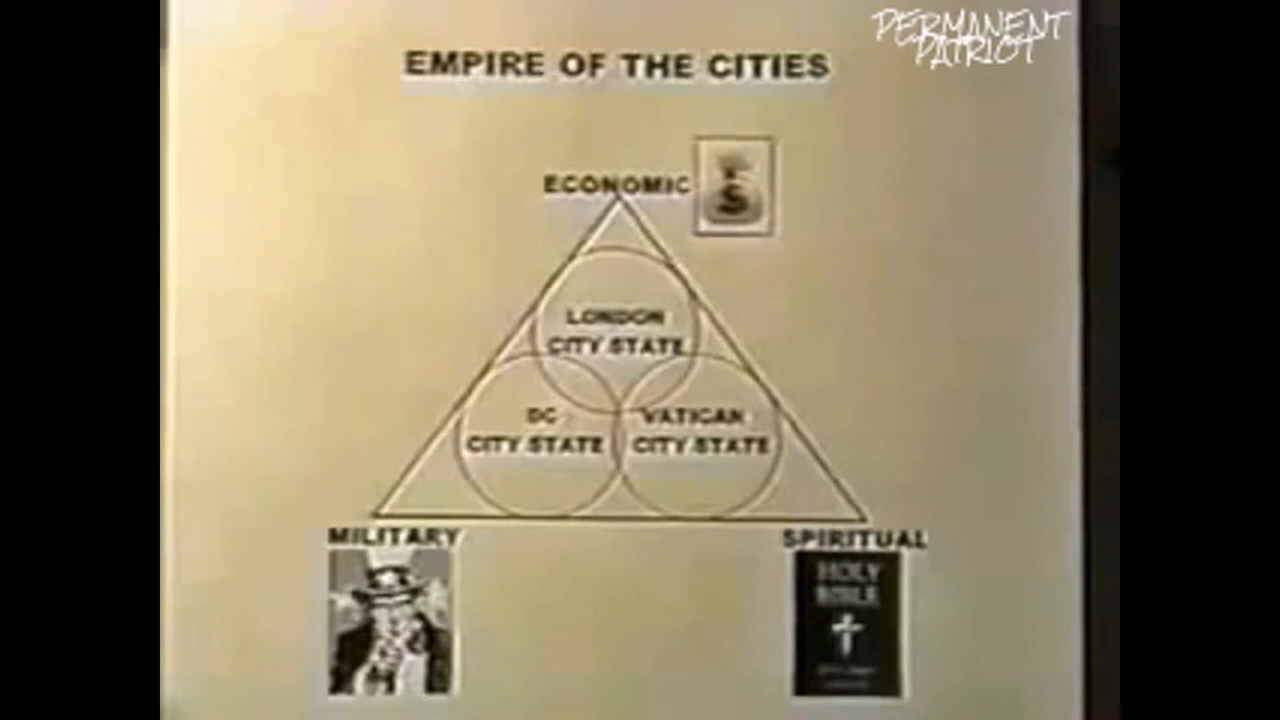 PERMANENT
PATRIOT
EMPIRE OF THE CITIES
ECONOMIC
$
LONDON
CITY STATE
DC
CITY STATE
VATICAN
CITY STATE
MILITARY
SPIRITUAL
HOLY
BIBLE